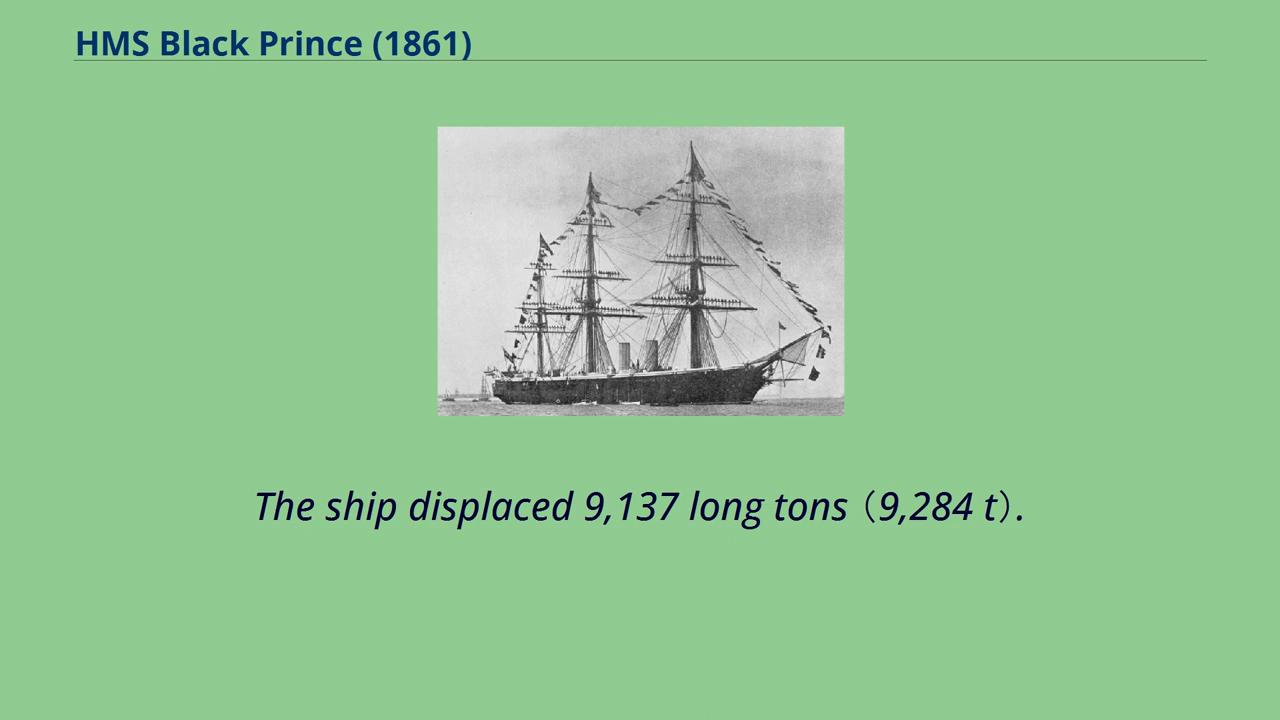 HMS Black Prince (1861)
The ship displaced 9,137 long tons (9,284 t).